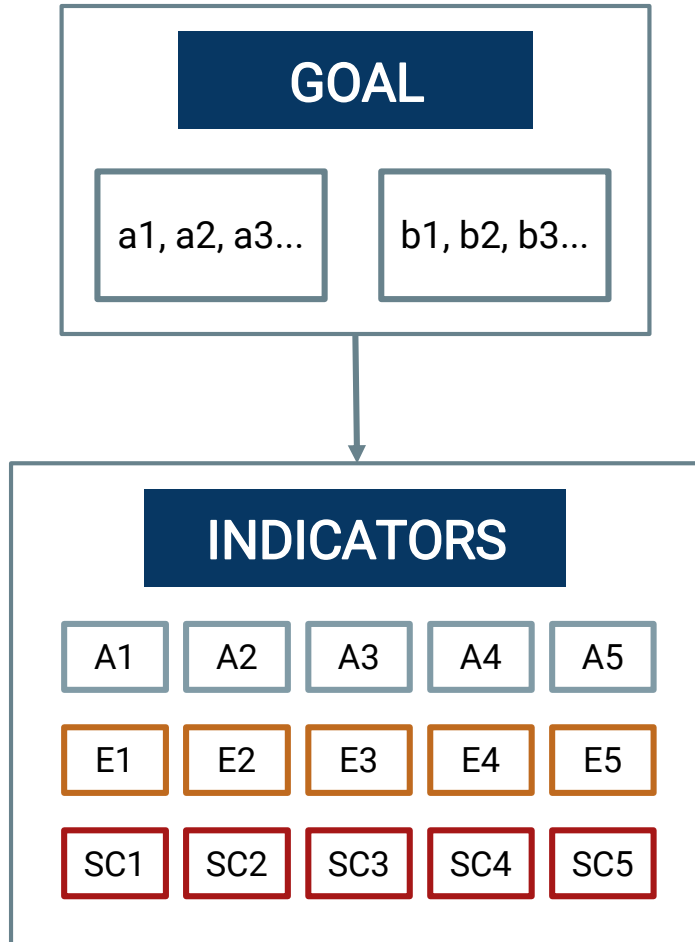 GOAL
a1, a2, a3...
b1, b2, b3...
INDICATORS
A1 A2 A3 A4 A5
E1 E2 E3 E4 E5
SC1 SC2 SC3 SC4 SC5